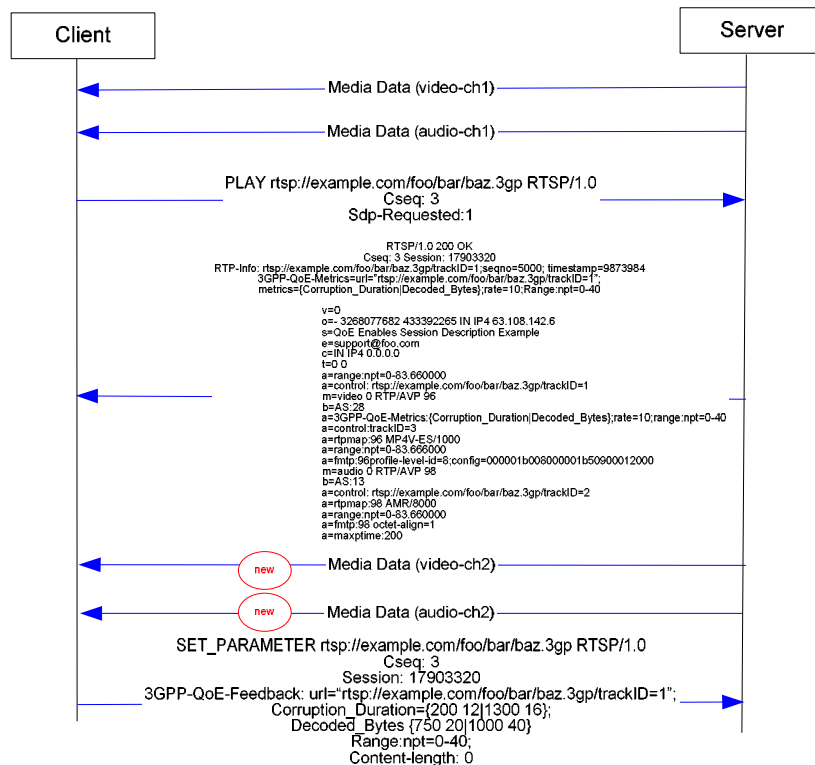 Client
Server
Media Data (video-ch1)
Media Data (audio-ch1)
PLAY rtsp://example.com/foo/bar/baz.3gp RTSP/1.0
Cseq: 3
Sdp-Requested:1
RTSP/1.0 200 OK
Cseq: 3 Session: 17903320
RTP-Info: rtsp://example.com/foo/bar/baz.3gp/trackID=1;seqno=5000; timestamp=9873984
3GPP-QoE-Metrics=url="rtsp://example.com/foo/bar/baz.3gp/trackID=1";
metrics={Corruption_Duration|Decoded_Bytes};rate=10;Range:npt=0-40
v=0
o=- 3268077682 433392265 IN IP4 63.108.142.6
s=QoE Enables Session Description Example
e=support@foo.com
c=IN IP4 0.0.0.0
t=0 0
a=range:npt=0-83.660000
a=control: rtsp://example.com/foo/bar/baz.3gp/trackID=1
m=video 0 RTP/AVP 96
b=AS:28
a=3GPP-QoE-Metrics:{Corruption_Duration|Decoded_Bytes};rate=10;range:npt=0-40
a=control:trackID=3
a=rtpmap:96 MP4V-ES/1000
a=range:npt=0-83.666000
a=fmtp:96profile-level-id=8;config=000001b008000001b50900012000
m=audio 0 RTP/AVP 98
b=AS:13
a=control: rtsp://example.com/foo/bar/baz.3gp/trackID=2
a=rtpmap:98 AMR/8000
a=range:npt=0-83.660000
a=fmtp:98 octet-align=1
a=maxptime:200
new
Media Data (video-ch2)
new
Media Data (audio-ch2)
SET_PARAMETER rtsp://example.com/foo/bar/baz.3gp RTSP/1.0
Cseq: 3
Session: 17903320
3GPP-QoE-Feedback: url="rtsp://example.com/foo/bar/baz.3gp/trackID=1";
Corruption_Duration={200 12|1300 16};
Decoded_Bytes {750 20|1000 40}
Range:npt=0-40;
Content-length: 0